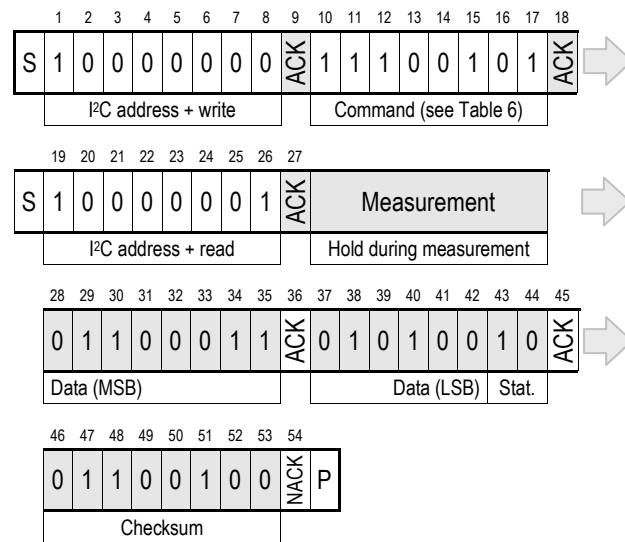 1 2 3 4 5 6 7 8 9 10 11 12 13 14 15 16 17 18
S 1 0 0 0 0 0 0 0 ACK 1 1 1 0 0 1 0 1 ACK
I²C address + write Command (see Table 6)
19 20 21 22 23 24 25 26 27
S 1 0 0 0 0 0 0 1 ACK Measurement
I²C address + read Hold during measurement
28 29 30 31 32 33 34 35 36 37 38 39 40 41 42 43 44 45
0 1 1 0 0 0 1 1 ACK 0 1 0 1 0 0 1 0 ACK
Data (MSB) Data (LSB) Stat.
46 47 48 49 50 51 52 53 54
0 1 1 0 0 1 0 0 NACK P
Checksum